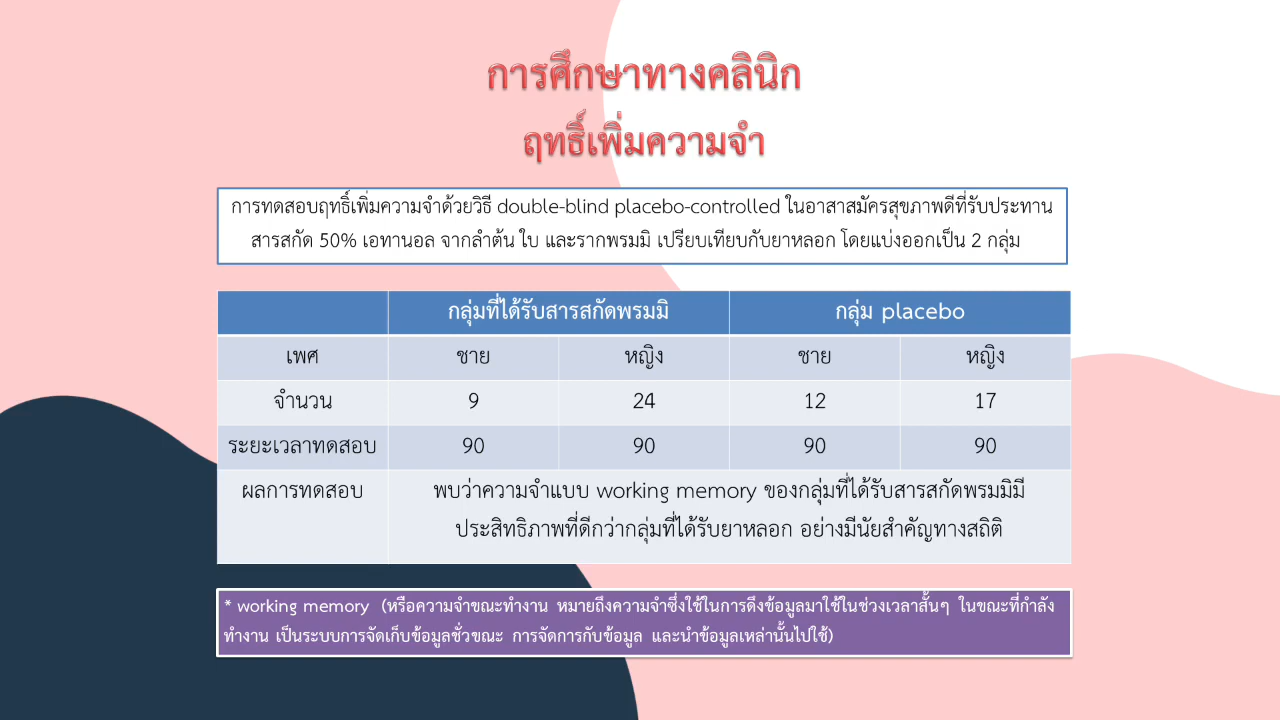 การศึกษาทางคลินิก
ฤทธิ์เพิ่มความจำ
การทดสอบฤทธิ์เพิ่มความจำด้วยวิธี double-blind placebo-controlled ในอาสาสมัครสุขภาพดีที่รับประทาน
สารสกัด 50% เอทานอล จากลำต้น ใบ และรากพรมมิ เปรียบเทียบกับยาหลอก โดยแบ่งออกเป็น 2 กลุ่ม
กลุ่มที่ได้รับสารสกัดพรมมิ กลุ่ม placebo
เพศ ชาย หญิง ชาย หญิง
จำนวน 9 24 12 17
ระยะเวลาทดสอบ 90 90 90 90
ผลการทดสอบ พบว่าความจำแบบ working memory ของกลุ่มที่ได้รับสารสกัดพรมมิมี
ประสิทธิภาพที่ดีกว่ากลุ่มที่ได้รับยาหลอก อย่างมีนัยสำคัญทางสถิติ
* working memory (หรือความจำขณะทำงาน หมายถึงความจำซึ่งใช้ในการดึงข้อมูลมาใช้ในช่วงเวลาสั้นๆ ในขณะที่กำลัง
ทำงาน เป็นระบบการจัดเก็บข้อมูลชั่วขณะ การจัดการกับข้อมูล และนำข้อมูลเหล่านั้นไปใช้)